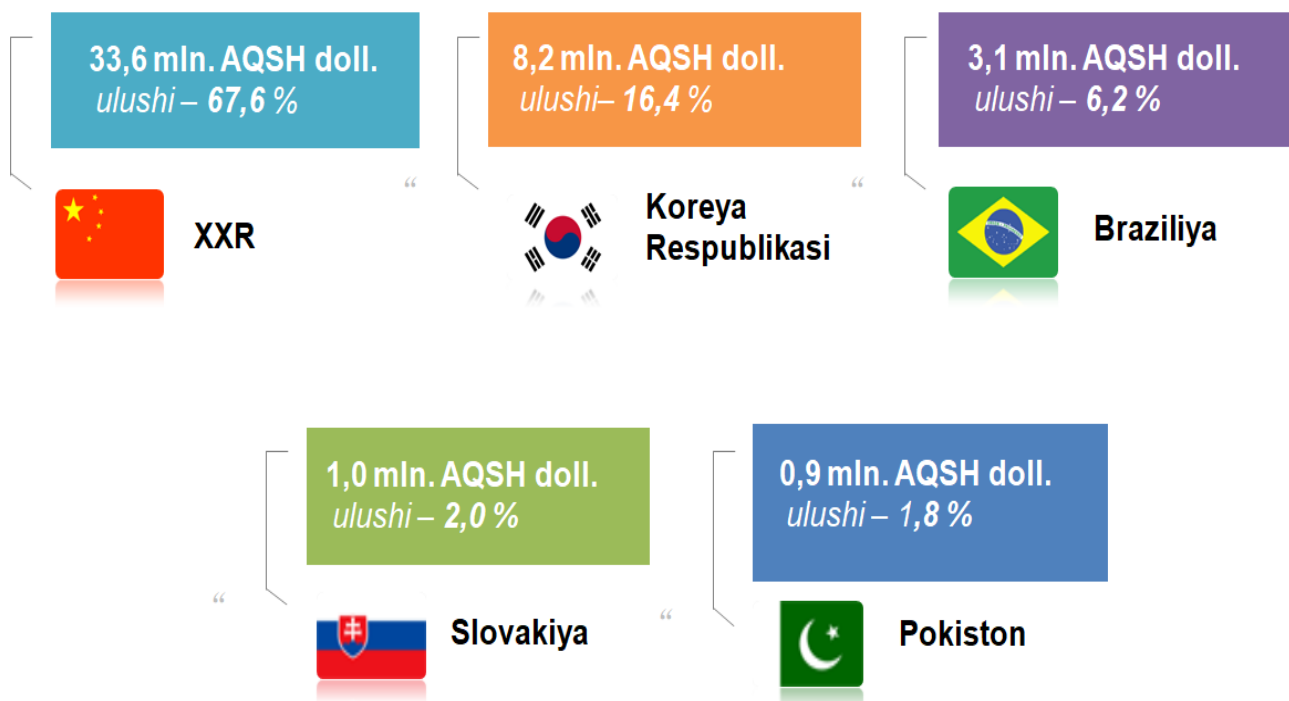 33,6 mln. AQSH doll.
ulushi – 67,6 %
8,2 mln. AQSH doll.
ulushi– 16,4 %
3,1 mln. AQSH doll.
ulushi – 6,2 %
“
“
XXR
Koreya
Respublikasi
Braziliya
1,0 mln. AQSH doll.
ulushi – 2,0 %
0,9 mln. AQSH doll.
ulushi – 1,8 %
“
“
Slovakiya
Pokiston